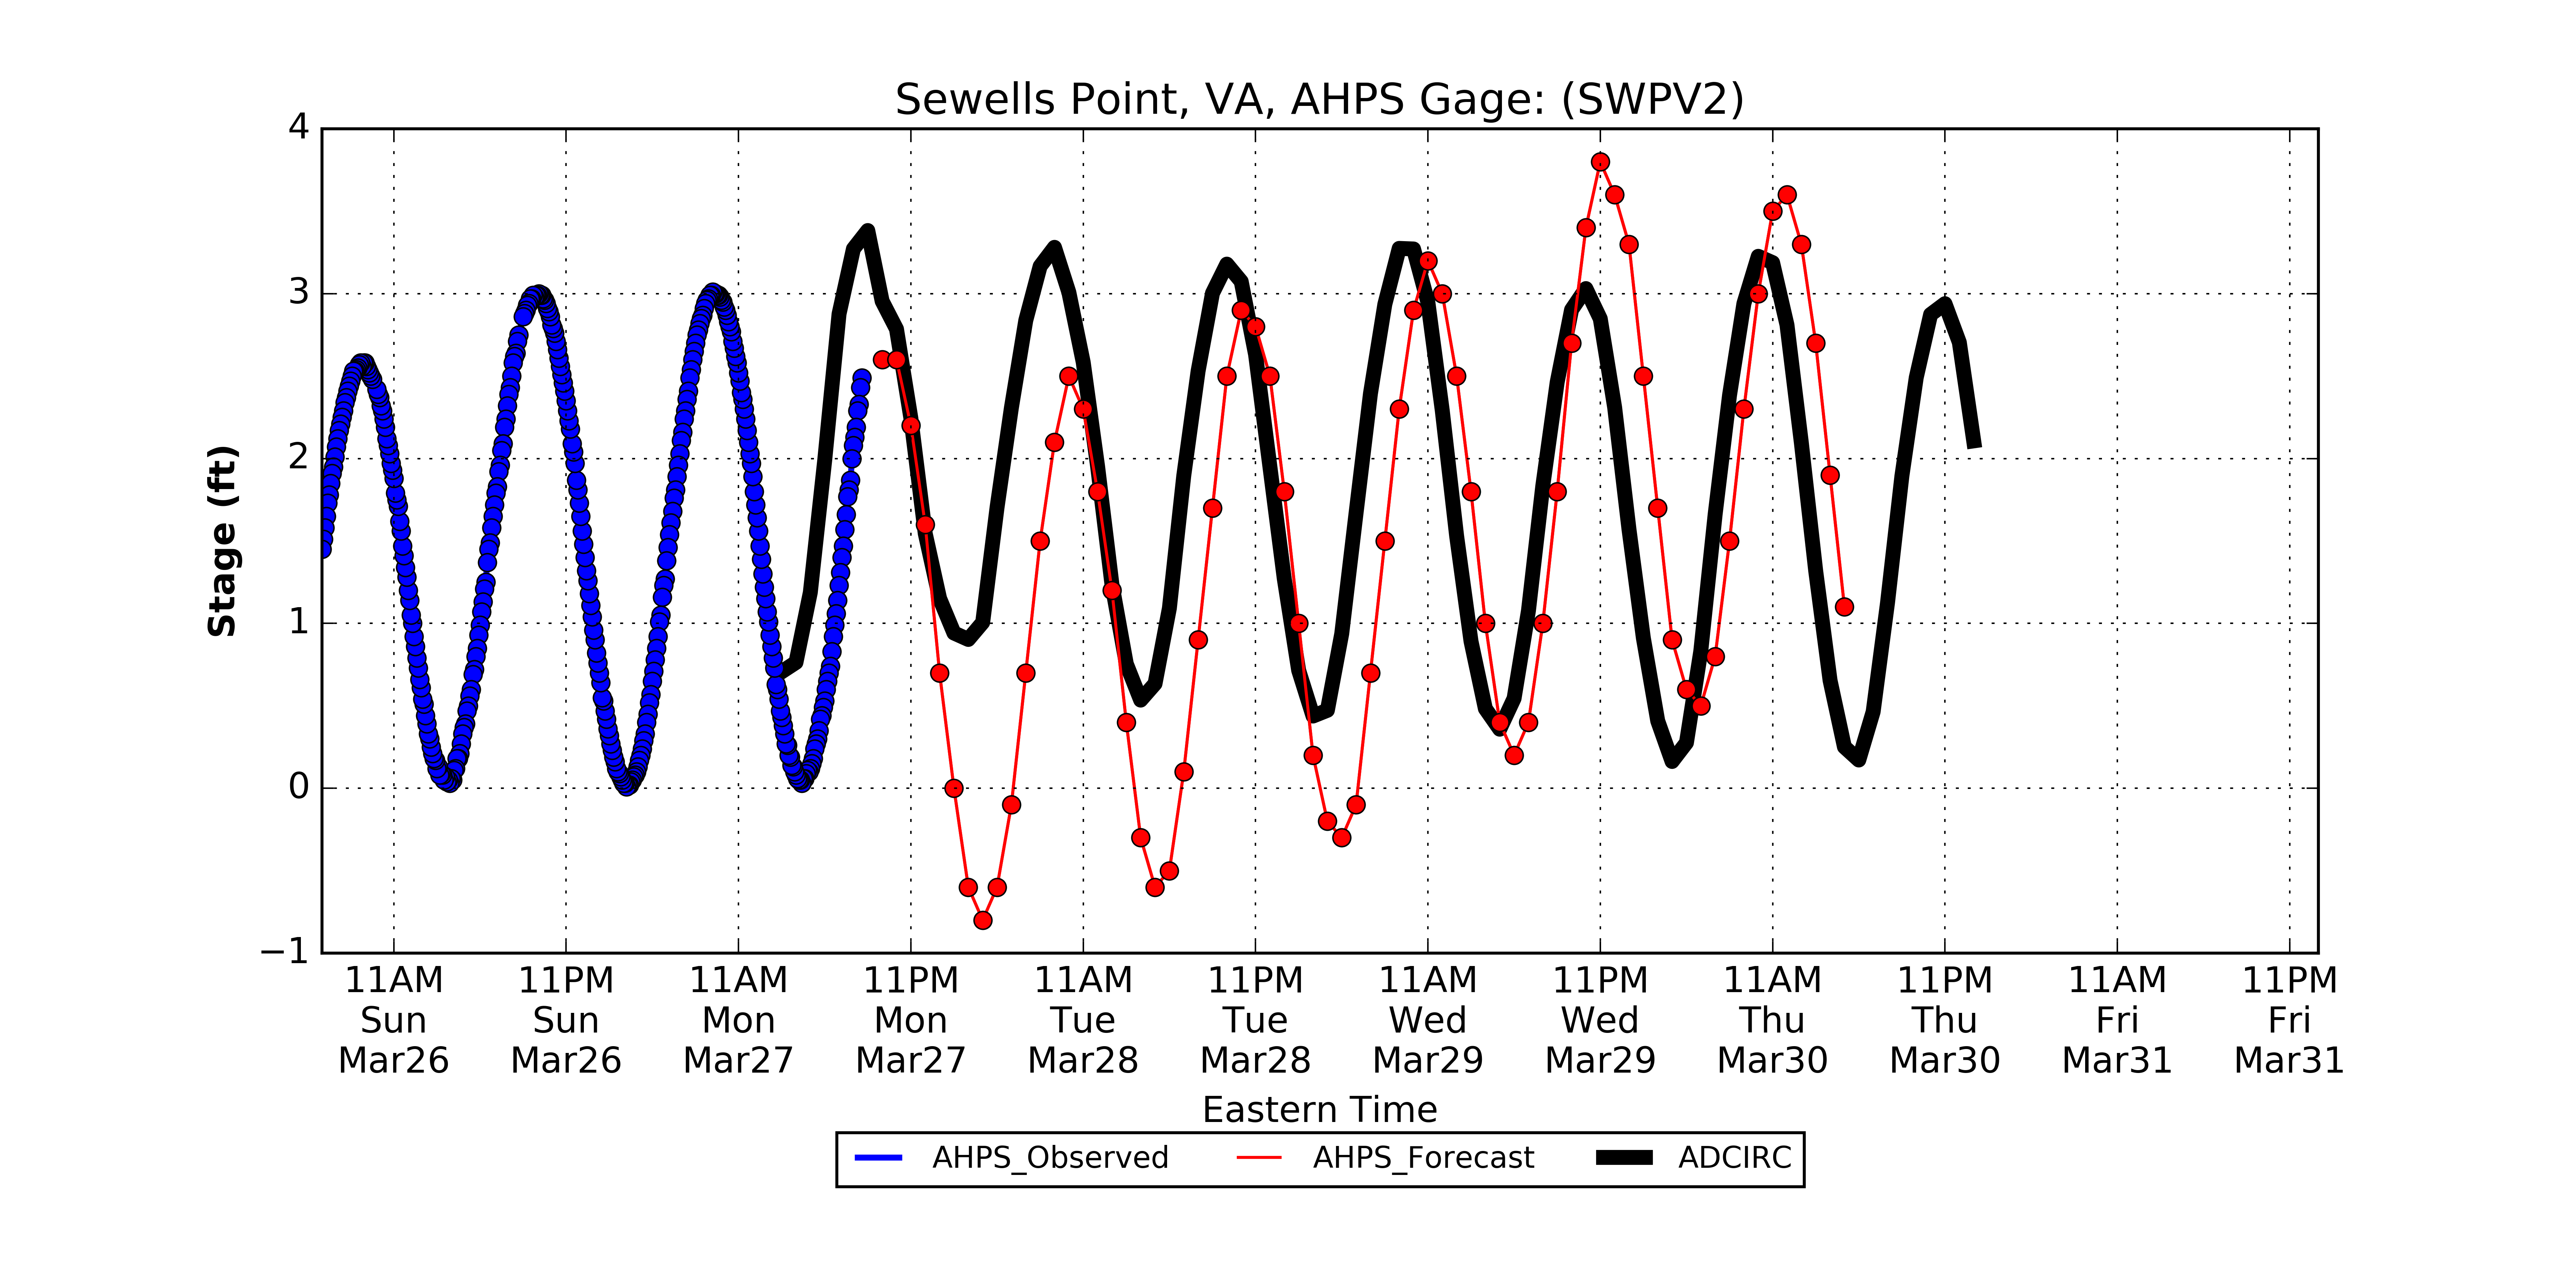 Sewells Point, VA, AHPS Gage: (SWPV2)
Stage (ft)
4
3
2
1
0
−1
11AM 11PM 11AM 11PM 11AM 11PM 11AM 11PM 11AM 11PM 11AM 11PM
Sun Sun Mon Mon Tue Tue Wed Wed Thu Thu Fri Fri
Mar26 Mar26 Mar27 Mar27 Mar28 Mar28 Mar29 Mar29 Mar30 Mar30 Mar31 Mar31
Eastern Time
AHPS_Observed AHPS_Forecast ADCIRC